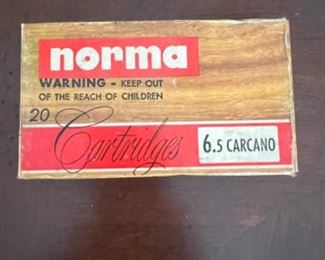 norma
WARNING - KEEP OUT
OF THE REACH OF CHILDREN
20
Cartridges
6.5 CARCANO